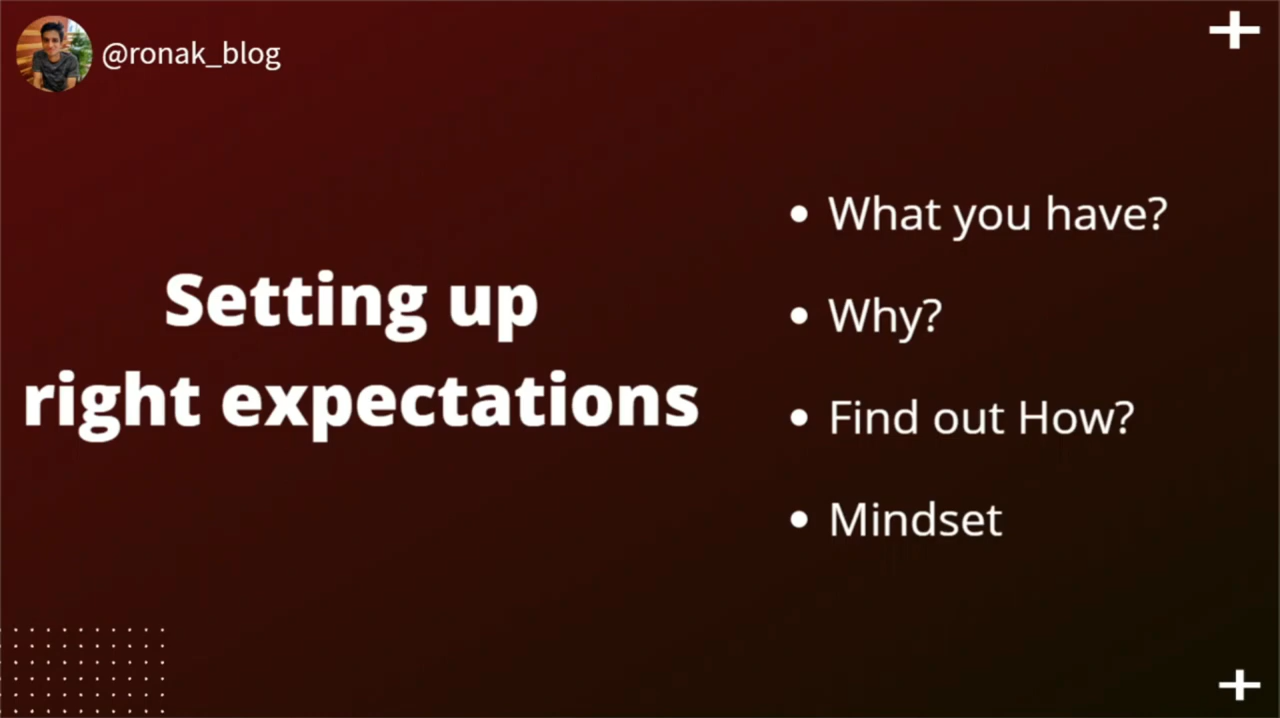 @ronak_blog
Setting up
right expectations
• What you have?
• Why?
• Find out How?
• Mindset